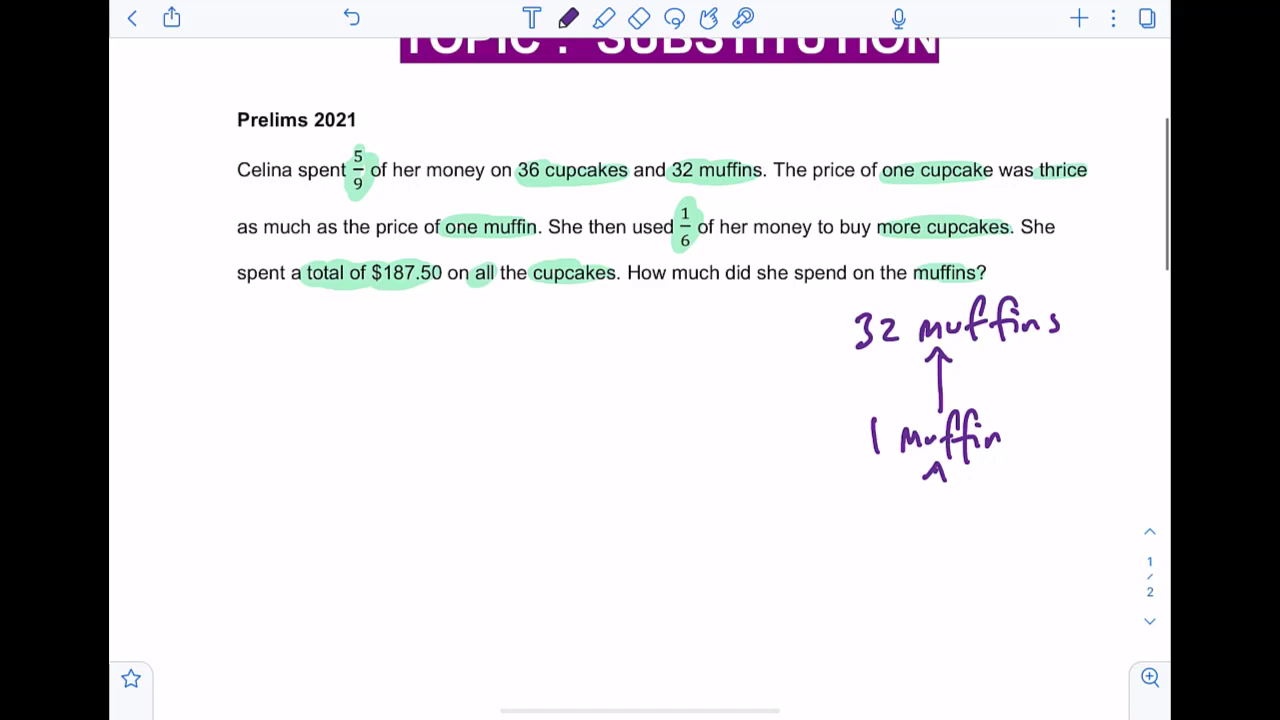 TOPIC : SUBSTITUTION
Prelims 2021
Celina spent 5/9 of her money on 36 cupcakes and 32 muffins. The price of one cupcake was thrice
as much as the price of one muffin. She then used 1/6 of her money to buy more cupcakes. She
spent a total of $187.50 on all the cupcakes. How much did she spend on the muffins?
32 muffins
1 muffin
1
/
2